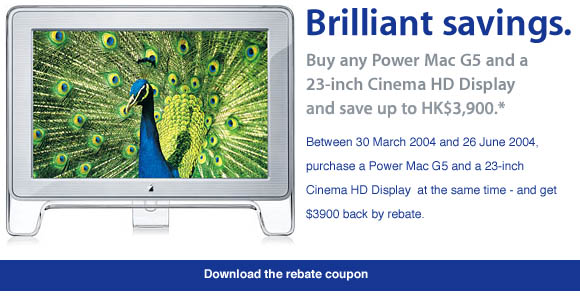 Brilliant savings.
Buy any Power Mac G5 and a
23-inch Cinema HD Display
and save up to HK$3,900.*
Between 30 March 2004 and 26 June 2004,
purchase a Power Mac G5 and a 23-inch
Cinema HD Display at the same time - and get
$3900 back by rebate.
Download the rebate coupon